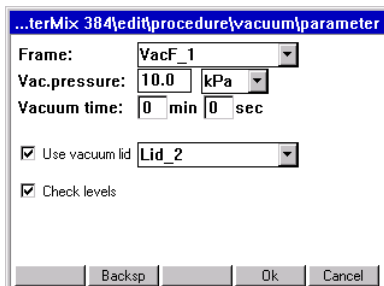 ...terMix 384\edit\procedure\vacuum\parameter
Frame: VacF_1
Vac.pressure: 10.0 kPa
Vacuum time: 0 min 0 sec
Use vacuum lid Lid_2
Check levels
Backsp Ok Cancel